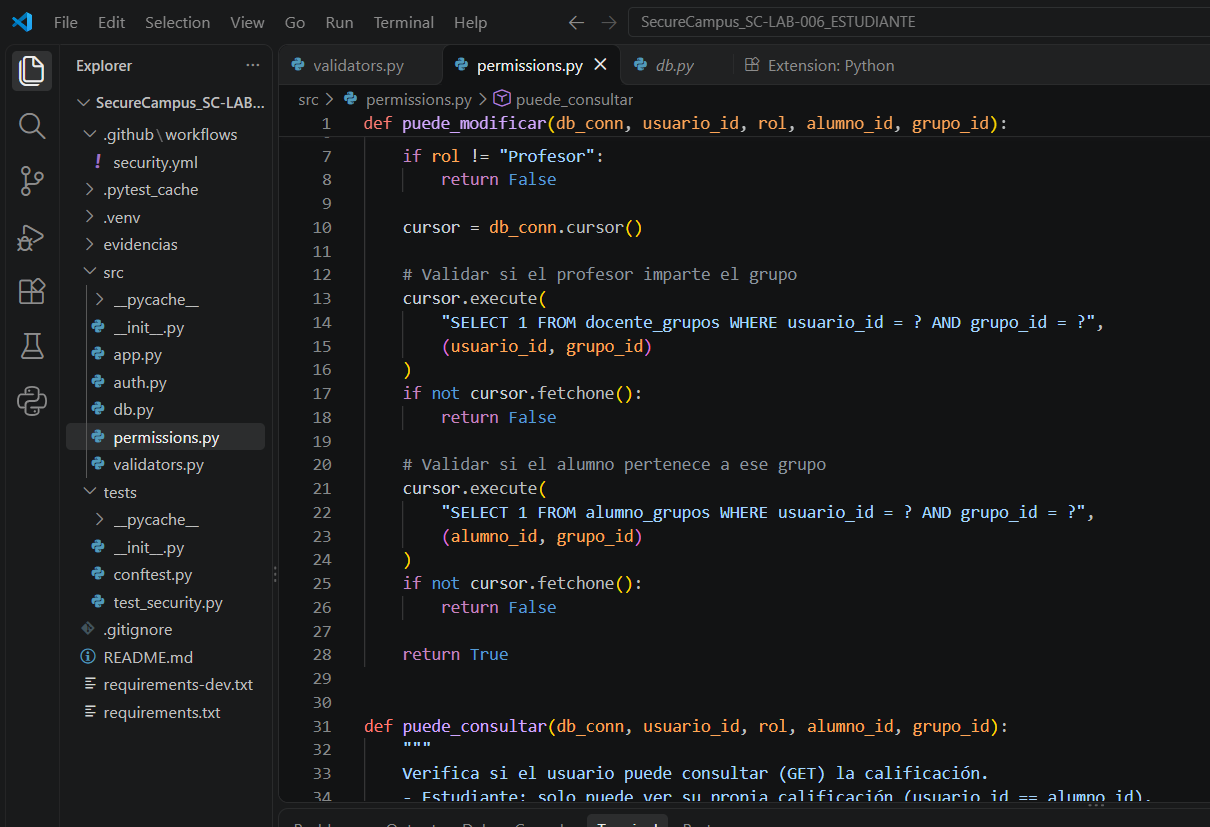 File Edit Selection View Go Run Terminal Help
SecureCampus_SC-LAB-006_ESTUDIANTE
Explorer
SecureCampus_SC-LAB...
.github\workflows
! security.yml
.pytest_cache
.venv
evidencias
src
__pycache__
__init__.py
app.py
auth.py
db.py
permissions.py
validators.py
tests
__pycache__
__init__.py
conftest.py
test_security.py
.gitignore
README.md
requirements-dev.txt
requirements.txt
validators.py permissions.py db.py Extension: Python
src > permissions.py > puede_consultar
1 def puede_modificar(db_conn, usuario_id, rol, alumno_id, grupo_id):
7 if rol != "Profesor":
8 return False
9
10 cursor = db_conn.cursor()
11
12 # Validar si el profesor imparte el grupo
13 cursor.execute(
14 "SELECT 1 FROM docente_grupos WHERE usuario_id = ? AND grupo_id = ?",
15 (usuario_id, grupo_id)
16 )
17 if not cursor.fetchone():
18 return False
19
20 # Validar si el alumno pertenece a ese grupo
21 cursor.execute(
22 "SELECT 1 FROM alumno_grupos WHERE usuario_id = ? AND grupo_id = ?",
23 (alumno_id, grupo_id)
24 )
25 if not cursor.fetchone():
26 return False
27
28 return True
29
30
31 def puede_consultar(db_conn, usuario_id, rol, alumno_id, grupo_id):
32 """
33 Verifica si el usuario puede consultar (GET) la calificación.
34 - Estudiante: solo puede ver su propia calificación (usuario_id == alumno_id).
Terminal